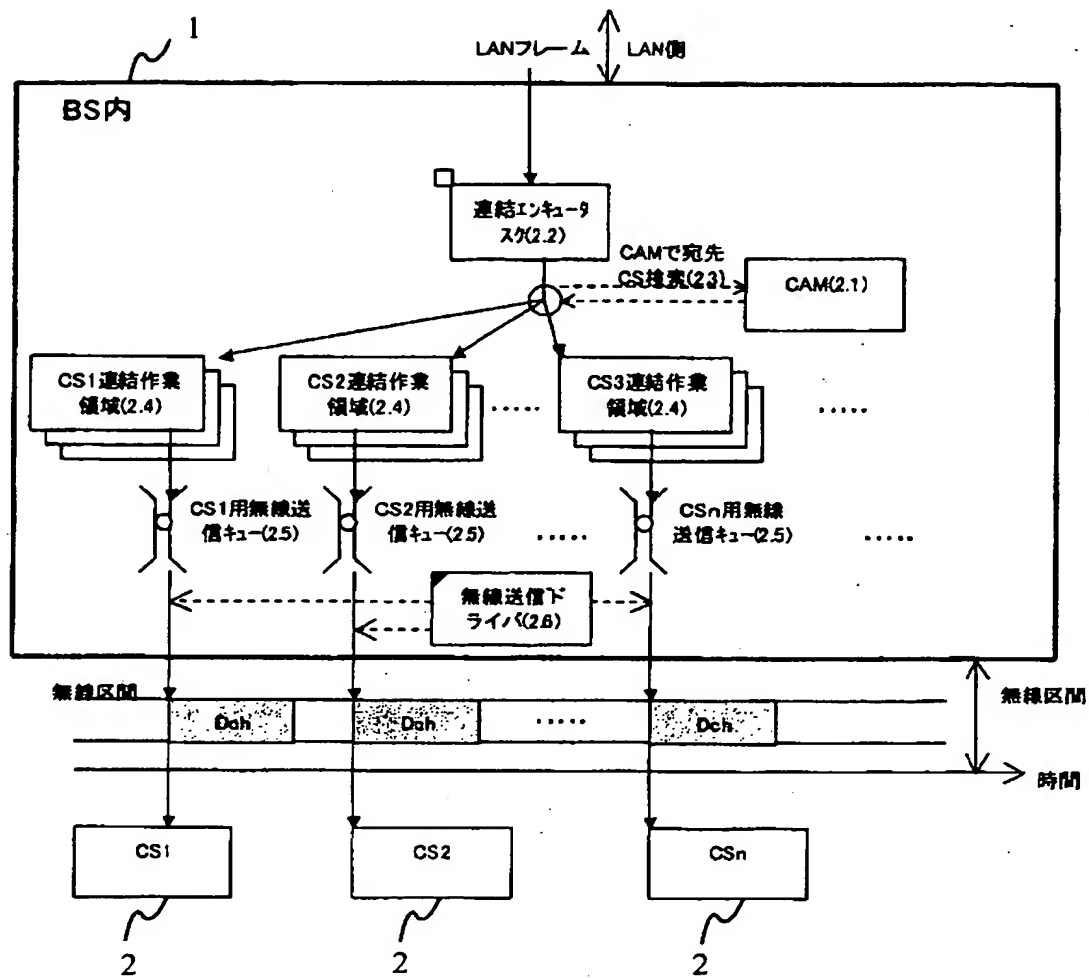 1
LANフレーム
LAN側
BS内
連結エンキュータ
スク(2.2)
CAMで宛先
CS検索(2.3)
CAM(2.1)
CS1連結作業
領域(2.4)
CS2連結作業
領域(2.4)
.....
CS3連結作業
領域(2.4)
.....
CS1用無線送
信キュー(2.5)
CS2用無線送
信キュー(2.5)
.....
CSn用無線
送信キュー(2.5)
.....
無線送信ド
ライバ(2.6)
無線区間
無線区間
Dch
Dch
.....
Dch
時間
CS1
CS2
CSn
2
2
2